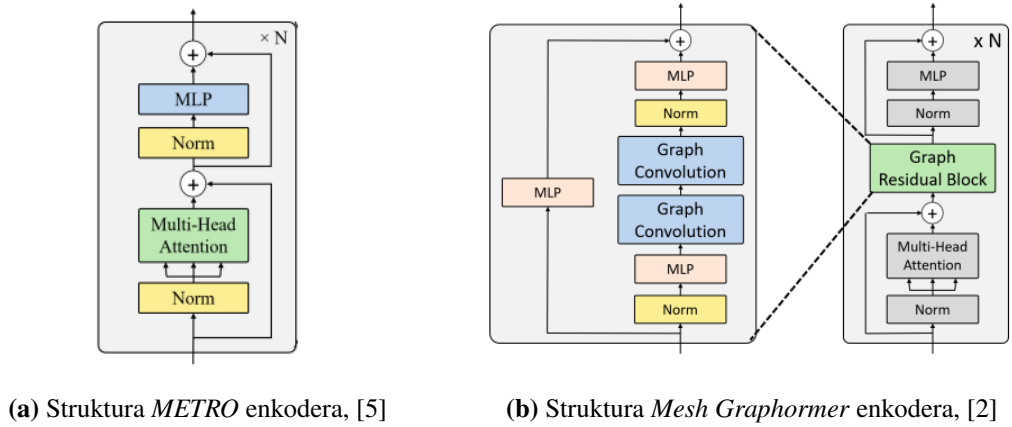 × N
+
MLP
Norm
+
Multi-Head
Attention
Norm
+
MLP
Norm
Graph
Convolution
MLP
Graph
Convolution
MLP
Norm
x N
+
MLP
Norm
Graph
Residual Block
+
Multi-Head
Attention
Norm
(a) Struktura METRO enkodera, [5]
(b) Struktura Mesh Graphormer enkodera, [2]